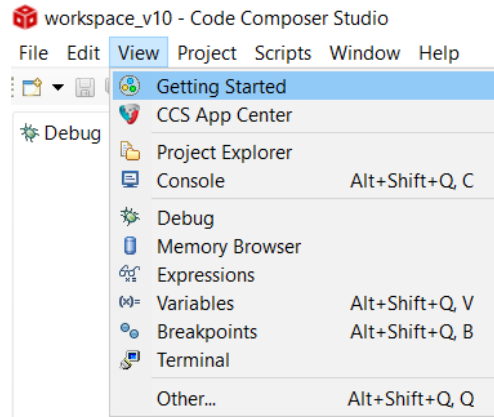 workspace_v10 - Code Composer Studio
File Edit View Project Scripts Window Help
Getting Started
CCS App Center
Debug
Project Explorer
Console Alt+Shift+Q, C
Debug
Memory Browser
Expressions
Variables Alt+Shift+Q, V
Breakpoints Alt+Shift+Q, B
Terminal
Other... Alt+Shift+Q, Q